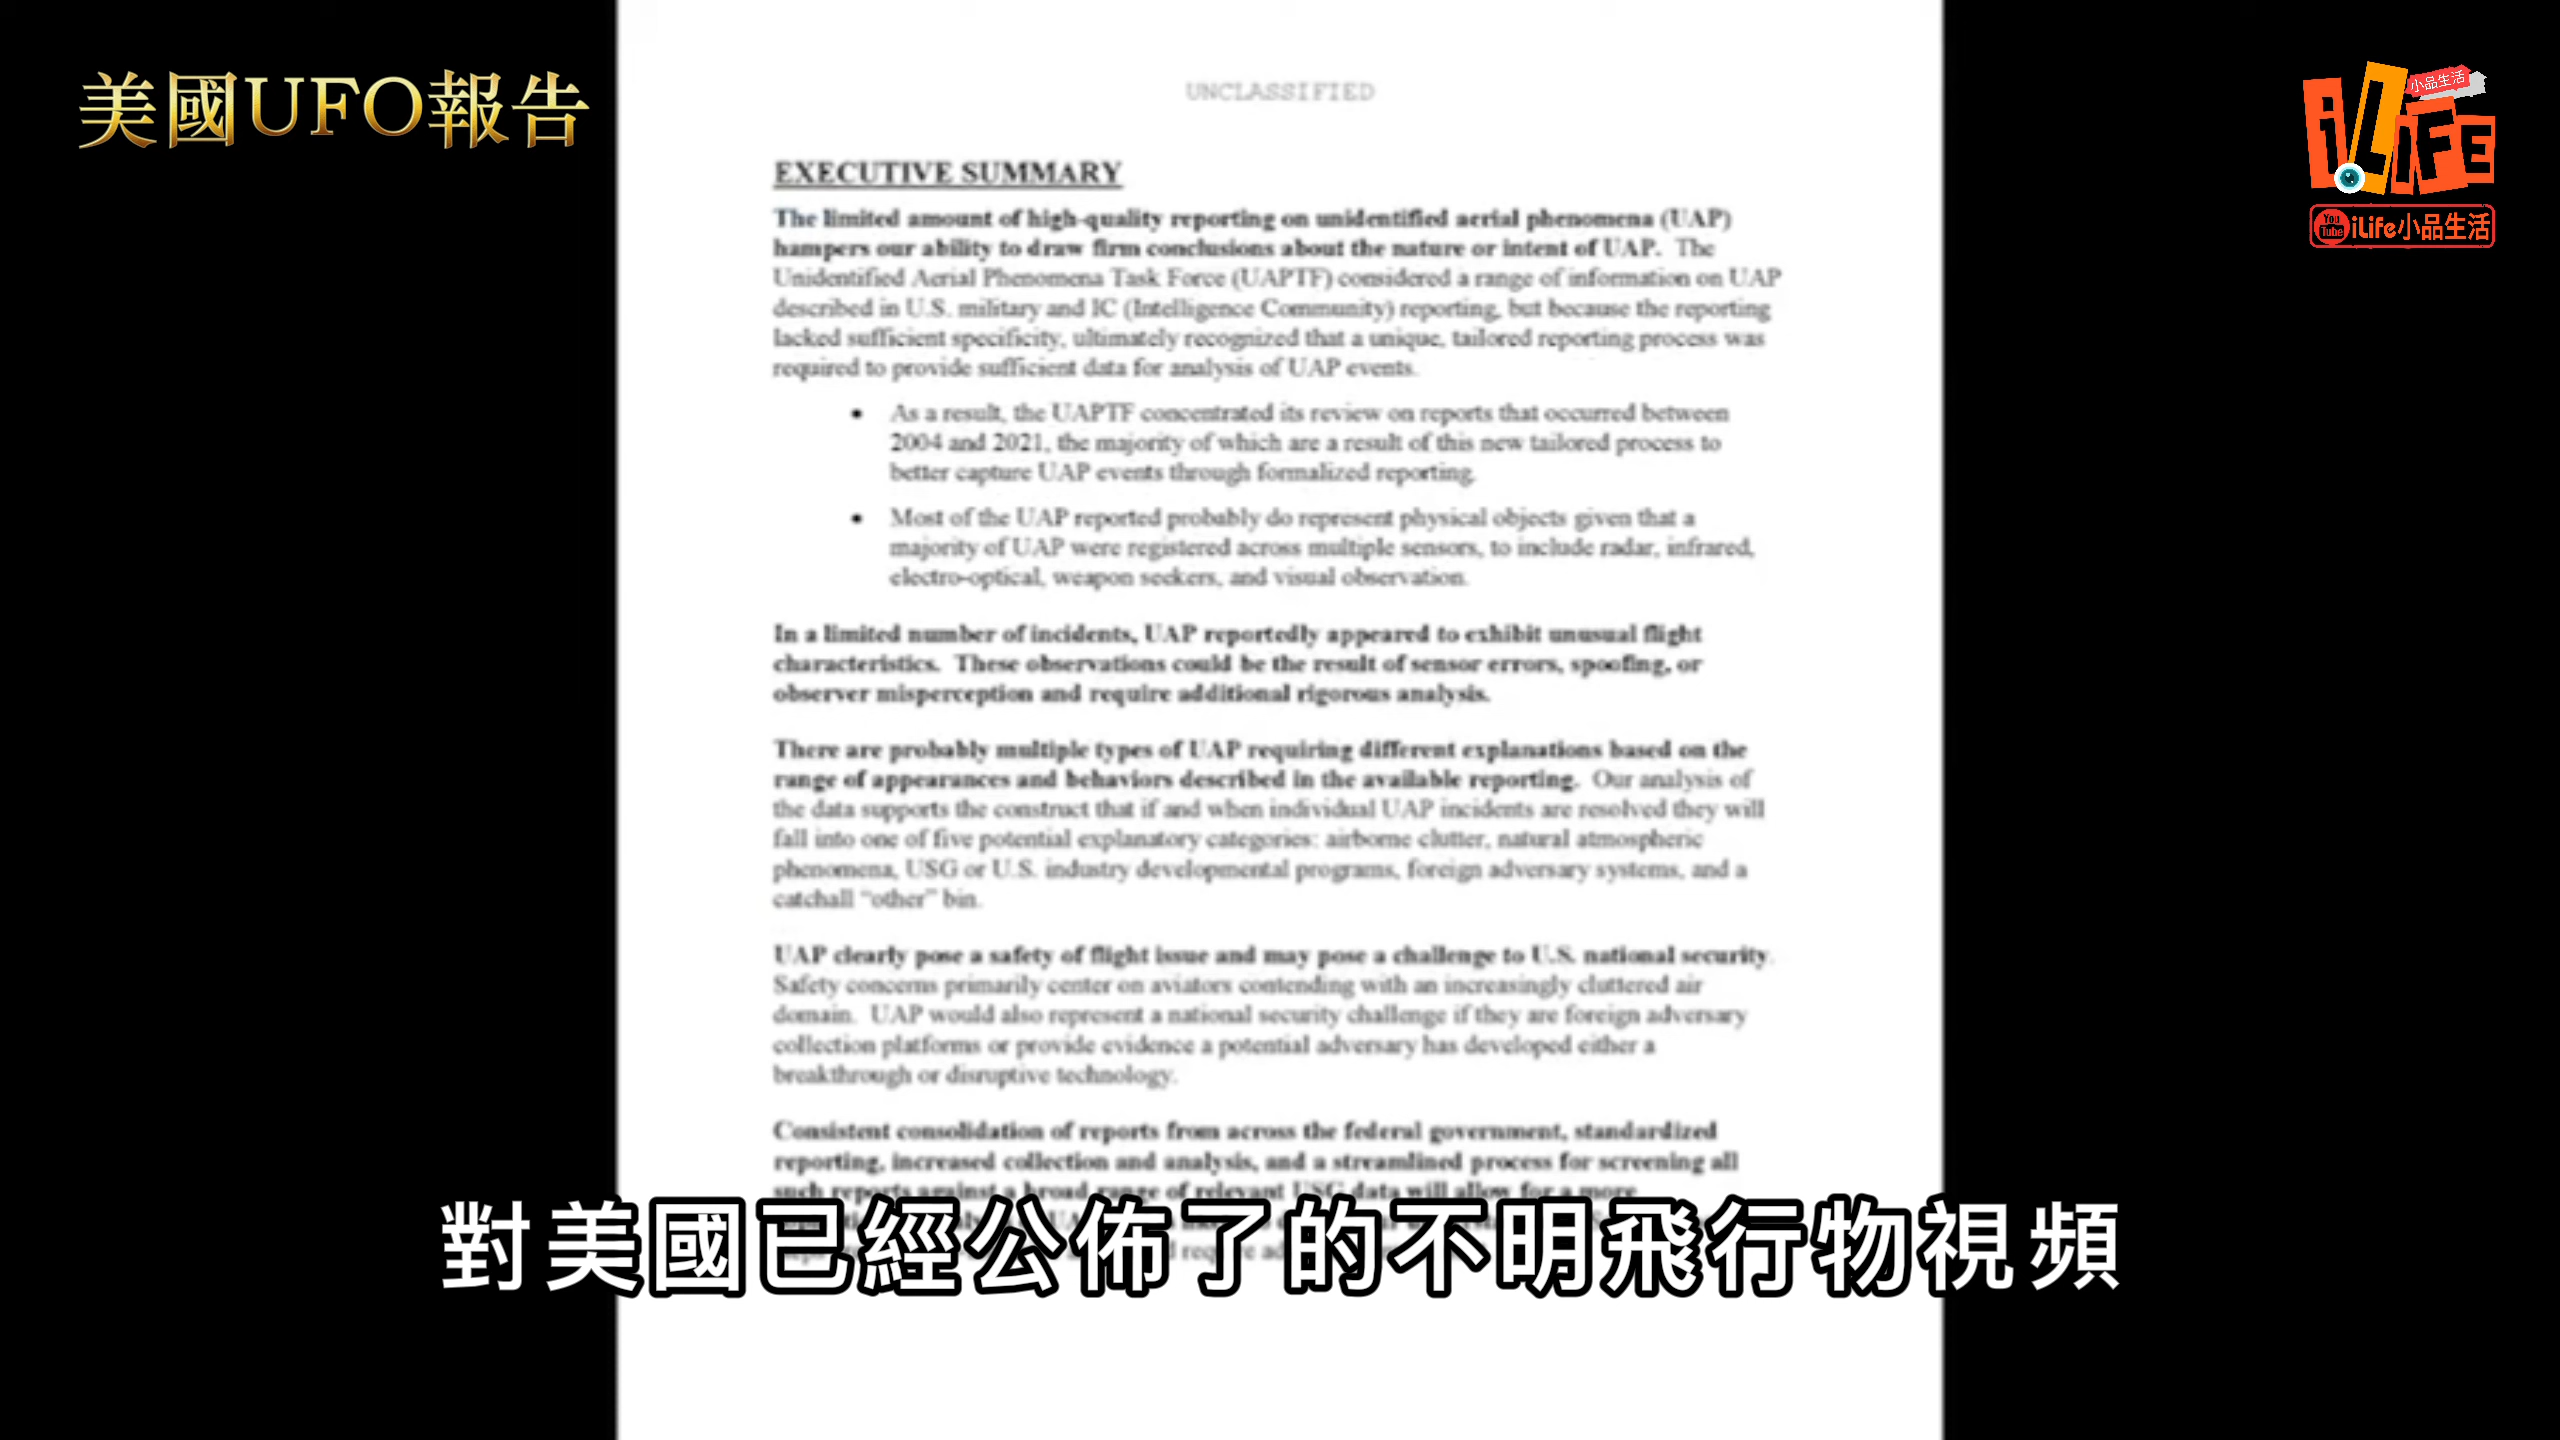 美國UFO報告
小品生活
iLiFE
You Tube iLife小品生活
UNCLASSIFIED
EXECUTIVE SUMMARY
The limited amount of high-quality reporting on unidentified aerial phenomena (UAP)
hampers our ability to draw firm conclusions about the nature or intent of UAP. The
Unidentified Aerial Phenomena Task Force (UAPTF) considered a range of information on UAP
described in U.S. military and IC (Intelligence Community) reporting, but because the reporting
lacked sufficient specificity, ultimately recognized that a unique, tailored reporting process was
required to provide sufficient data for analysis of UAP events.
• As a result, the UAPTF concentrated its review on reports that occurred between
2004 and 2021, the majority of which are a result of this new tailored process to
better capture UAP events through formalized reporting.
• Most of the UAP reported probably do represent physical objects given that a
majority of UAP were registered across multiple sensors, to include radar, infrared,
electro-optical, weapon seekers, and visual observation.
In a limited number of incidents, UAP reportedly appeared to exhibit unusual flight
characteristics. These observations could be the result of sensor errors, spoofing, or
observer misperception and require additional rigorous analysis.
There are probably multiple types of UAP requiring different explanations based on the
range of appearances and behaviors described in the available reporting. Our analysis of
the data supports the construct that if and when individual UAP incidents are resolved they will
fall into one of five potential explanatory categories: airborne clutter, natural atmospheric
phenomena, USG or U.S. industry developmental programs, foreign adversary systems, and a
catchall “other” bin.
UAP clearly pose a safety of flight issue and may pose a challenge to U.S. national security.
Safety concerns primarily center on aviators contending with an increasingly cluttered air
domain. UAP would also represent a national security challenge if they are foreign adversary
collection platforms or provide evidence a potential adversary has developed either a
breakthrough or disruptive technology.
Consistent consolidation of reports from across the federal government, standardized
reporting, increased collection and analysis, and a streamlined process for screening all
such reports against a broad range of relevant USG data will allow for a more
對美國已經公佈了的不明飛行物視頻